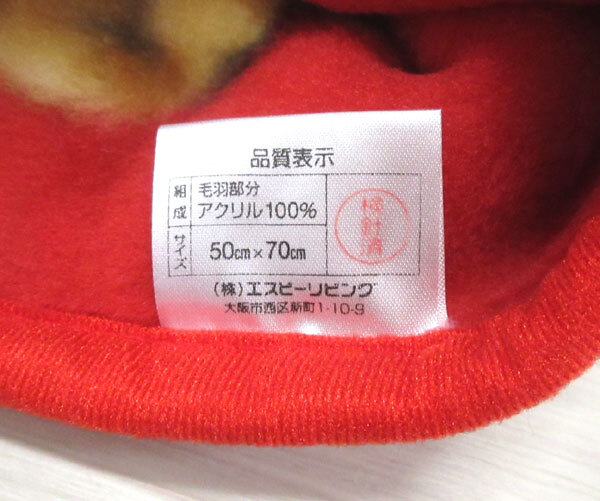 品質表示
組成
毛羽部分
アクリル100%
検針済
サイズ
50cm×70cm
(株)エスピーリビング
大阪市西区新町1-10-9